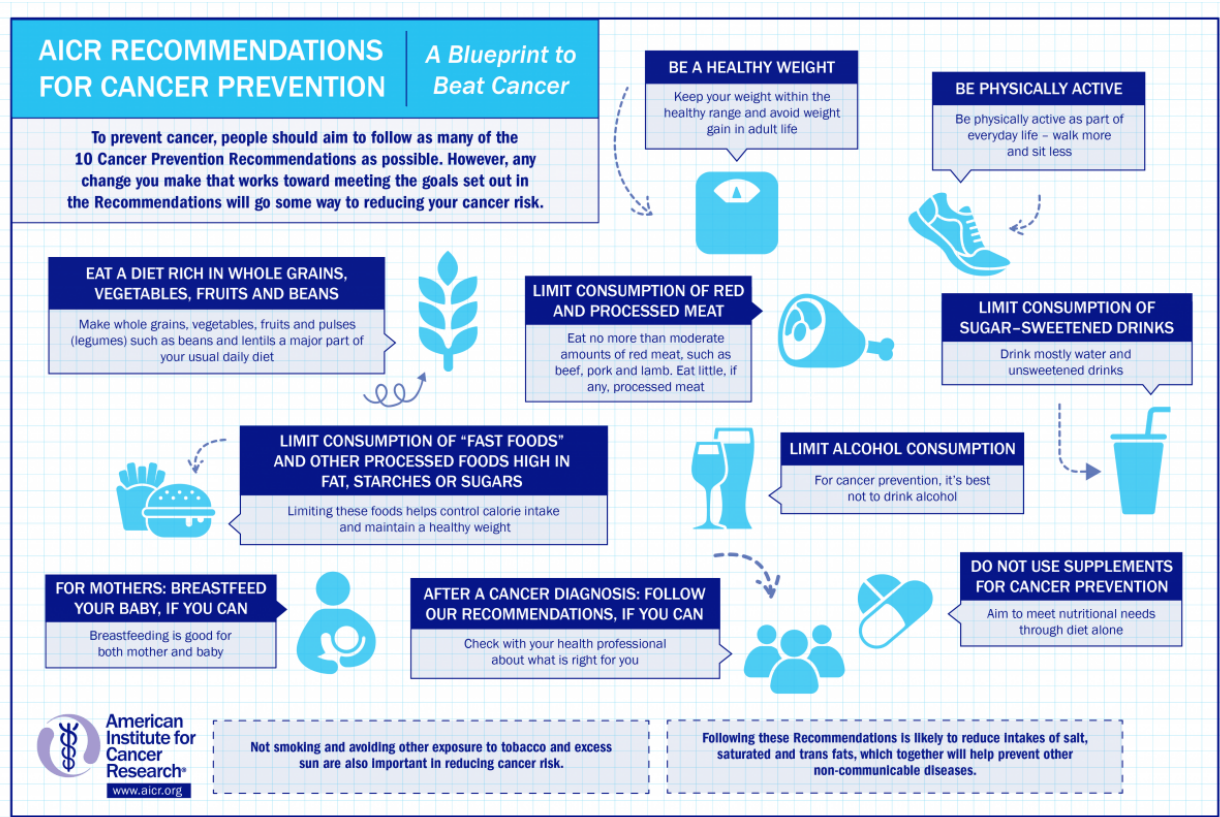 AICR RECOMMENDATIONS
FOR CANCER PREVENTION
A Blueprint to
Beat Cancer
To prevent cancer, people should aim to follow as many of the
10 Cancer Prevention Recommendations as possible. However, any
change you make that works toward meeting the goals set out in
the Recommendations will go some way to reducing your cancer risk.
BE A HEALTHY WEIGHT
Keep your weight within the
healthy range and avoid weight
gain in adult life
BE PHYSICALLY ACTIVE
Be physically active as part of
everyday life – walk more
and sit less
EAT A DIET RICH IN WHOLE GRAINS,
VEGETABLES, FRUITS AND BEANS
Make whole grains, vegetables, fruits and pulses
(legumes) such as beans and lentils a major part of
your usual daily diet
LIMIT CONSUMPTION OF RED
AND PROCESSED MEAT
Eat no more than moderate
amounts of red meat, such as
beef, pork and lamb. Eat little, if
any, processed meat
LIMIT CONSUMPTION OF
SUGAR–SWEETENED DRINKS
Drink mostly water and
unsweetened drinks
LIMIT CONSUMPTION OF “FAST FOODS”
AND OTHER PROCESSED FOODS HIGH IN
FAT, STARCHES OR SUGARS
Limiting these foods helps control calorie intake
and maintain a healthy weight
LIMIT ALCOHOL CONSUMPTION
For cancer prevention, it’s best
not to drink alcohol
FOR MOTHERS: BREASTFEED
YOUR BABY, IF YOU CAN
Breastfeeding is good for
both mother and baby
AFTER A CANCER DIAGNOSIS: FOLLOW
OUR RECOMMENDATIONS, IF YOU CAN
Check with your health professional
about what is right for you
DO NOT USE SUPPLEMENTS
FOR CANCER PREVENTION
Aim to meet nutritional needs
through diet alone
American
Institute for
Cancer
Research®
www.aicr.org
Not smoking and avoiding other exposure to tobacco and excess
sun are also important in reducing cancer risk.
Following these Recommendations is likely to reduce intakes of salt,
saturated and trans fats, which together will help prevent other
non-communicable diseases.